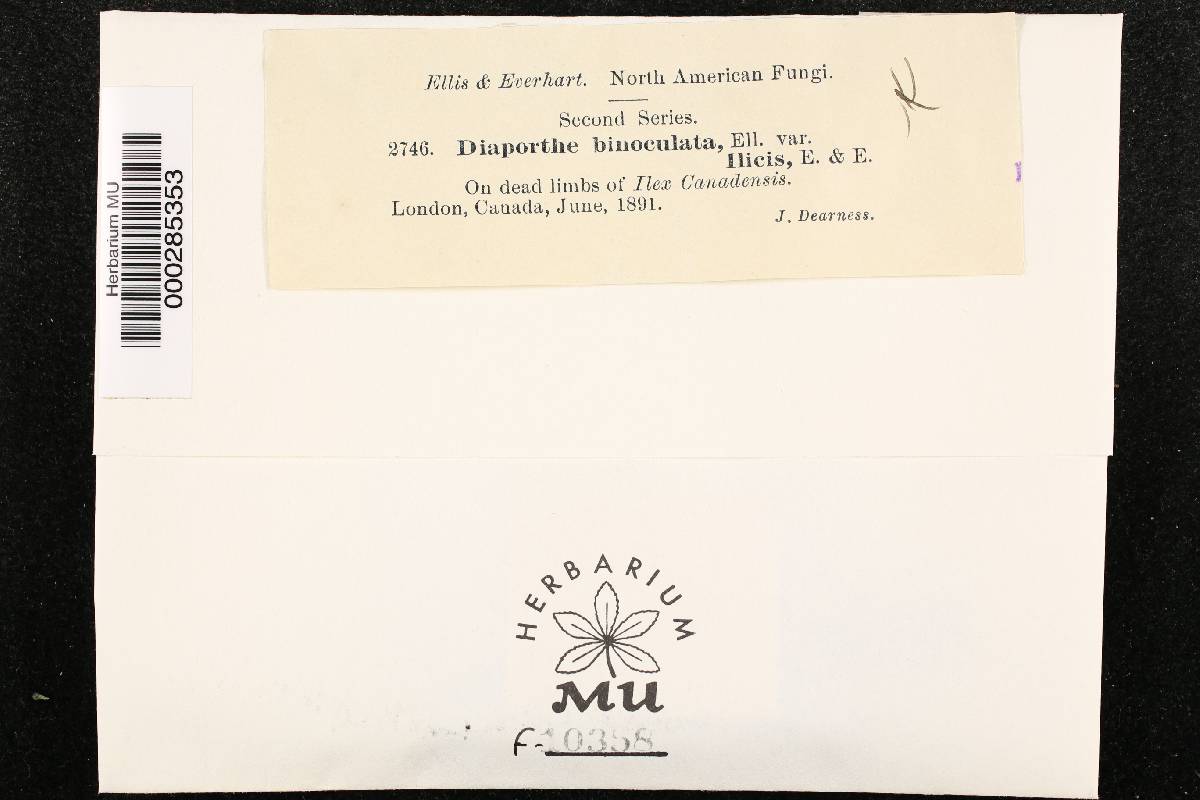 Ellis & Everhart. North American Fungi.
Second Series.
2746. Diaporthe binoculata, Ell. var.
Ilicis, E. & E.
On dead limbs of Ilex Canadensis.
London, Canada, June, 1891.
J. Dearness.
Herbarium MU
000285353
HERBARIUM
MU
F-10358